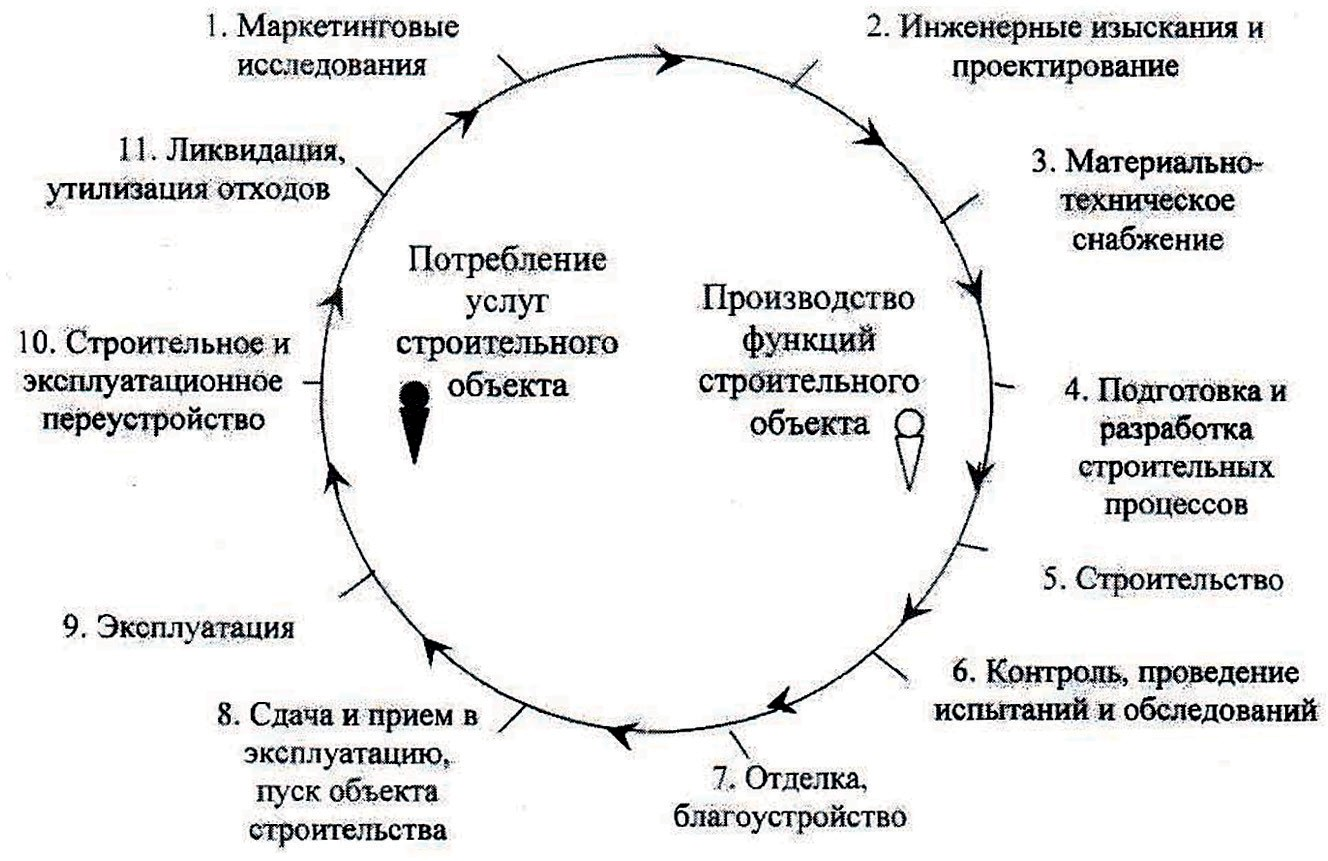 1. Маркетинговые
исследования
2. Инженерные изыскания и
проектирование
3. Материально-
техническое
снабжение
4. Подготовка и
разработка
строительных
процессов
5. Строительство
6. Контроль, проведение
испытаний и обследований
7. Отделка,
благоустройство
8. Сдача и прием в
эксплуатацию,
пуск объекта
строительства
9. Эксплуатация
10. Строительное и
эксплуатационное
переустройство
11. Ликвидация,
утилизация отходов
Потребление
услуг
строительного
объекта
Производство
функций
строительного
объекта